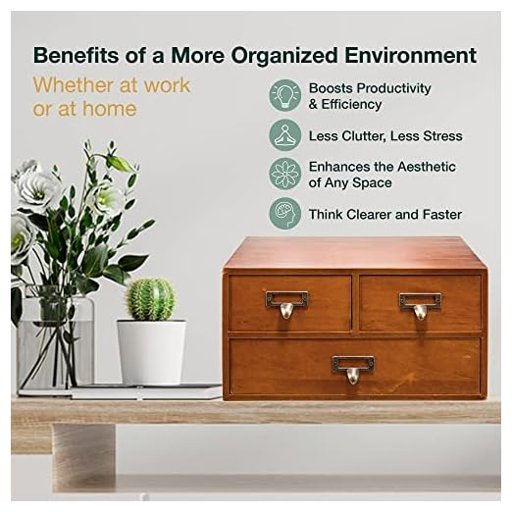 Benefits of a More Organized Environment
Whether at work
or at home
Boosts Productivity
& Efficiency
Less Clutter, Less Stress
Enhances the Aesthetic
of Any Space
Think Clearer and Faster